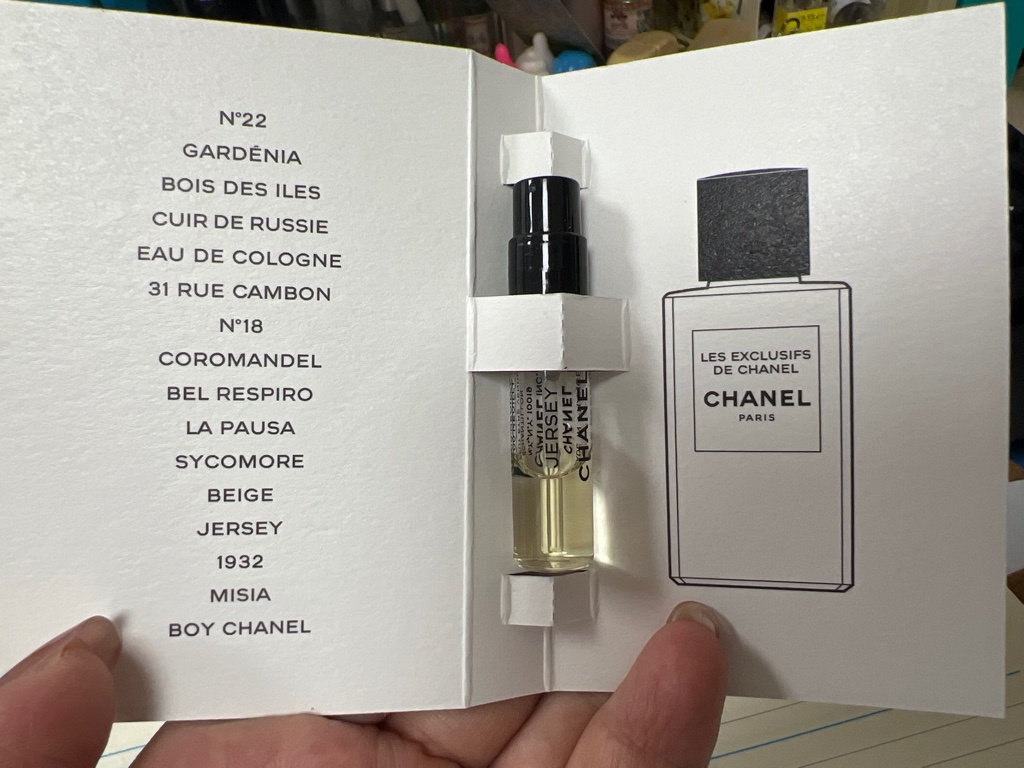 N°22
GARDÉNIA
BOIS DES ILES
CUIR DE RUSSIE
EAU DE COLOGNE
31 RUE CAMBON
N°18
COROMANDEL
BEL RESPIRO
LA PAUSA
SYCOMORE
BEIGE
JERSEY
1932
MISIA
BOY CHANEL
JERSEY
CHANEL
CHANEL
LES EXCLUSIFS
DE CHANEL
CHANEL
PARIS